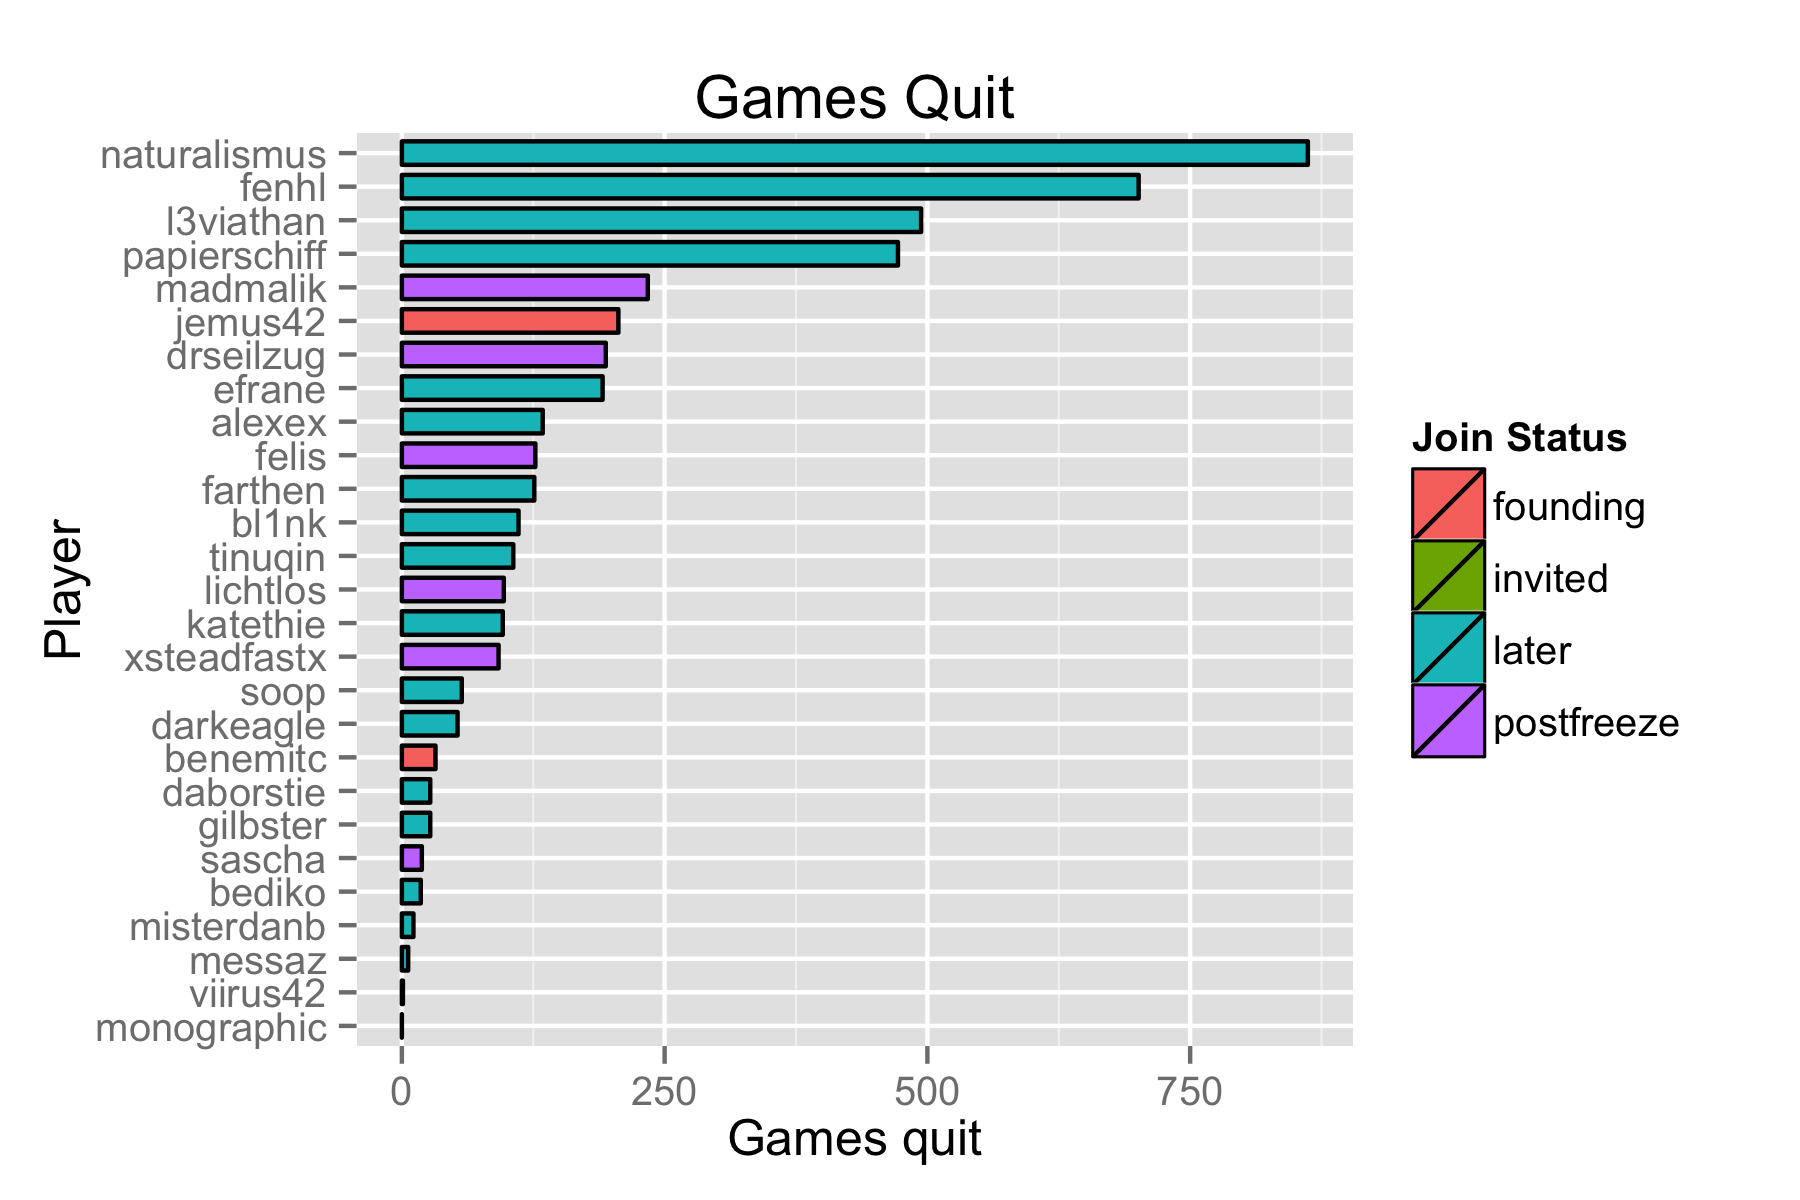 Games Quit
naturalismus
fenhl
l3viathan
papierschiff
madmalik
jemus42
drseilzug
efrane
alexex
felis
farthen
bl1nk
tinuqin
lichtlos
katethie
xsteadfastx
soop
darkeagle
benemitc
daborstie
gilbster
sascha
bediko
misterdanb
messaz
viirus42
monographic
Player
0 250 500 750
Games quit
Join Status
founding
invited
later
postfreeze